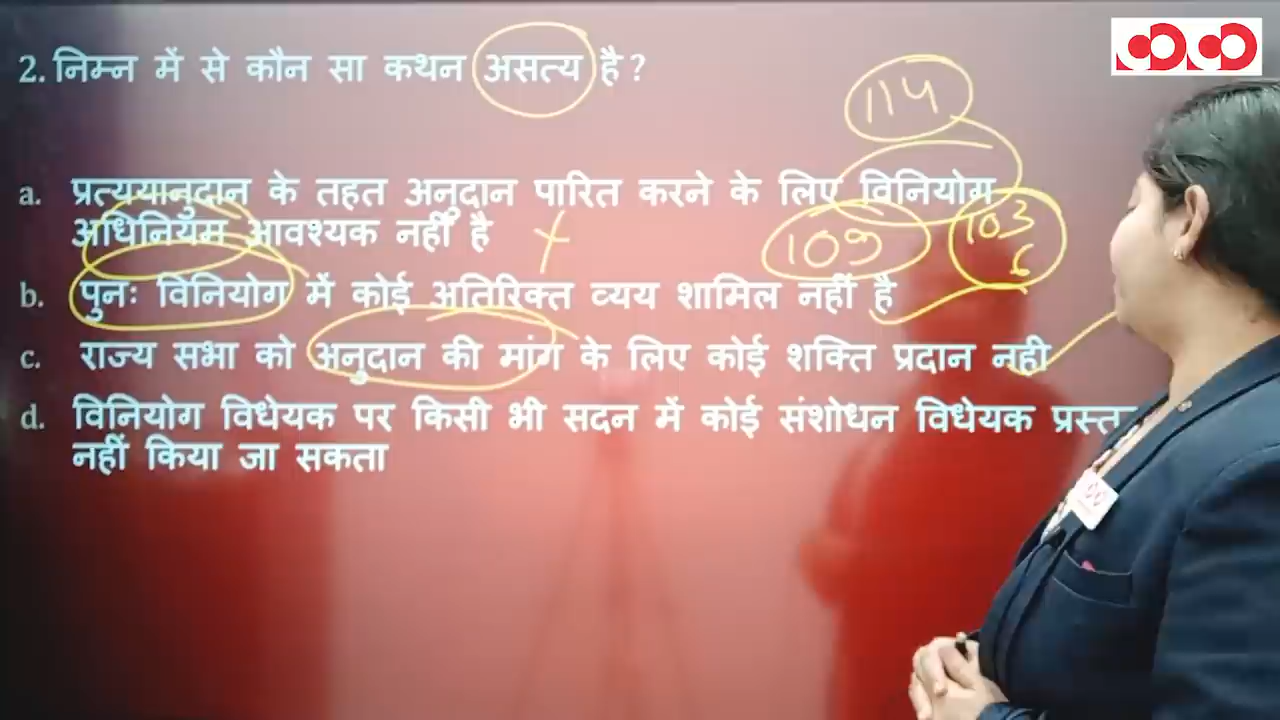 2. निम्न में से कौन सा कथन असत्य है ?
114
a. प्रत्ययानुदान के तहत अनुदान पारित करने के लिए विनियोग
अधिनियम आवश्यक नहीं है
109
103
6
b. पुनः विनियोग में कोई अतिरिक्त व्यय शामिल नहीं है
c. राज्य सभा को अनुदान की मांग के लिए कोई शक्ति प्रदान नही
d. विनियोग विधेयक पर किसी भी सदन में कोई संशोधन विधेयक
नहीं किया जा सकता